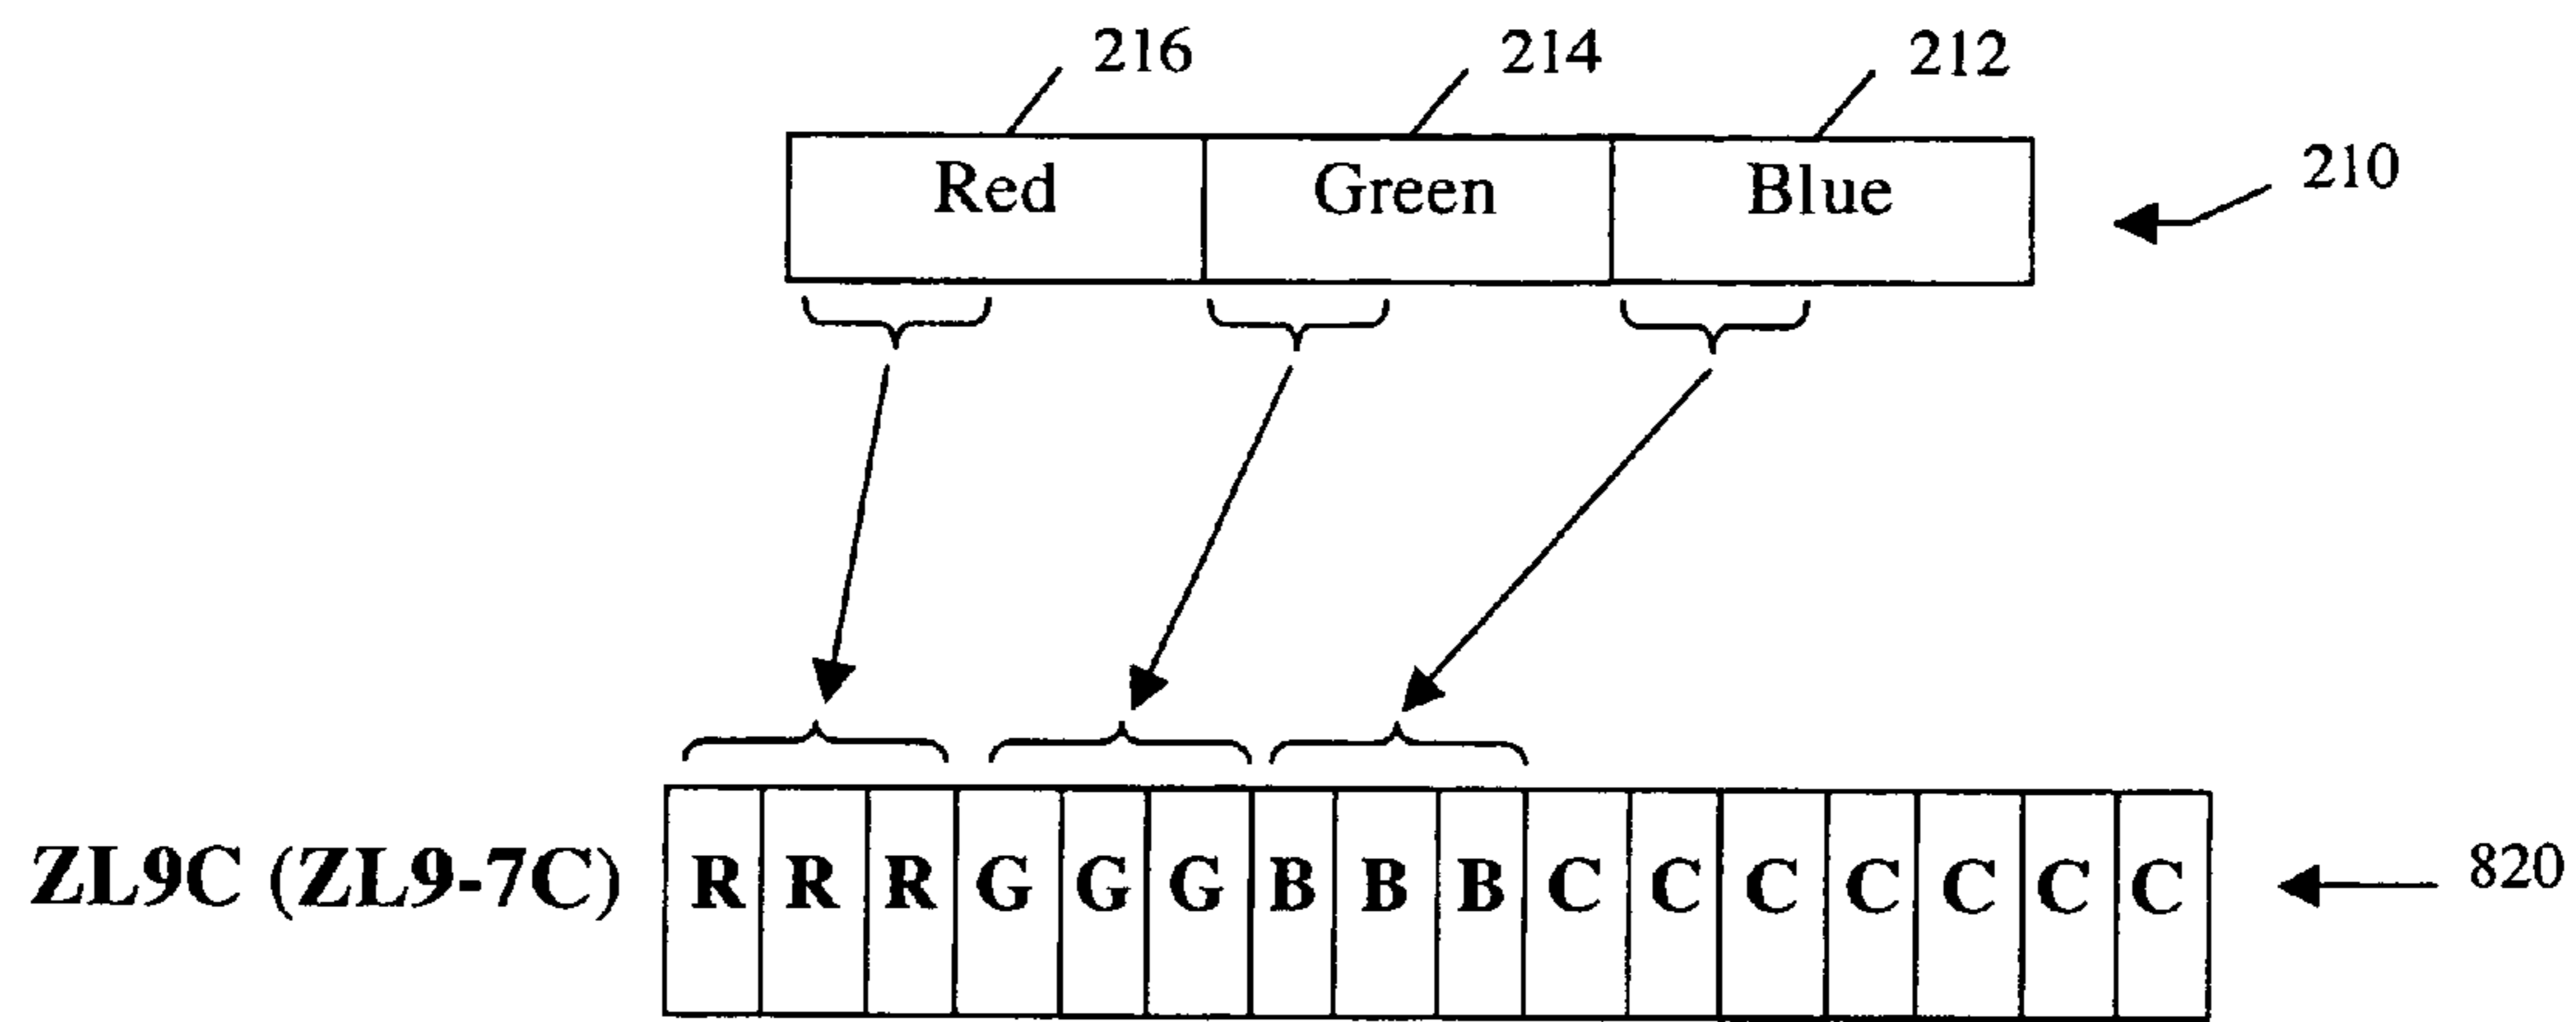 216 214 212
210
Red Green Blue
ZL9C (ZL9-7C) R R R G G G B B B C C C C C C C 820